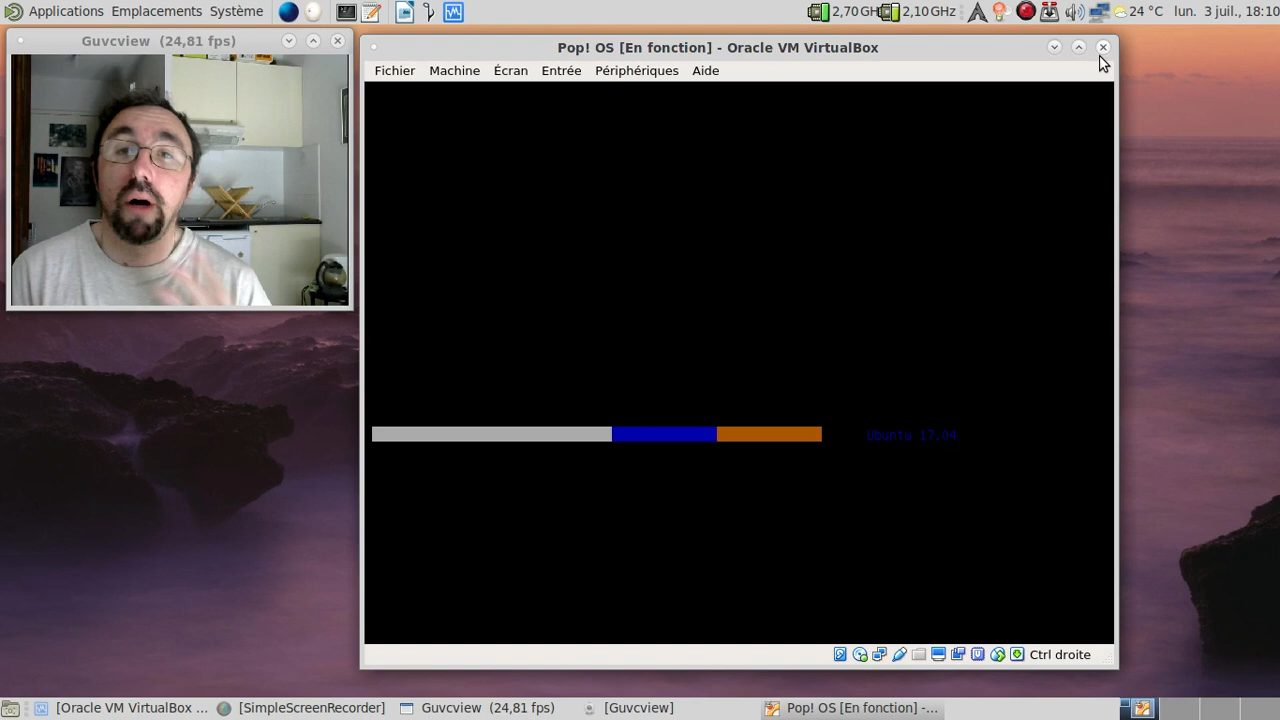 Applications Emplacements Système
2,70 GH 2,10 GHz 24 °C lun. 3 juil., 18:10
Guvcview (24,81 fps)
Pop! OS [En fonction] - Oracle VM VirtualBox
Fichier Machine Écran Entrée Périphériques Aide
Ubuntu 17.04
Ctrl droite
[Oracle VM VirtualBox ... [SimpleScreenRecorder] Guvcview (24,81 fps) [Guvcview] Pop! OS [En fonction] -...